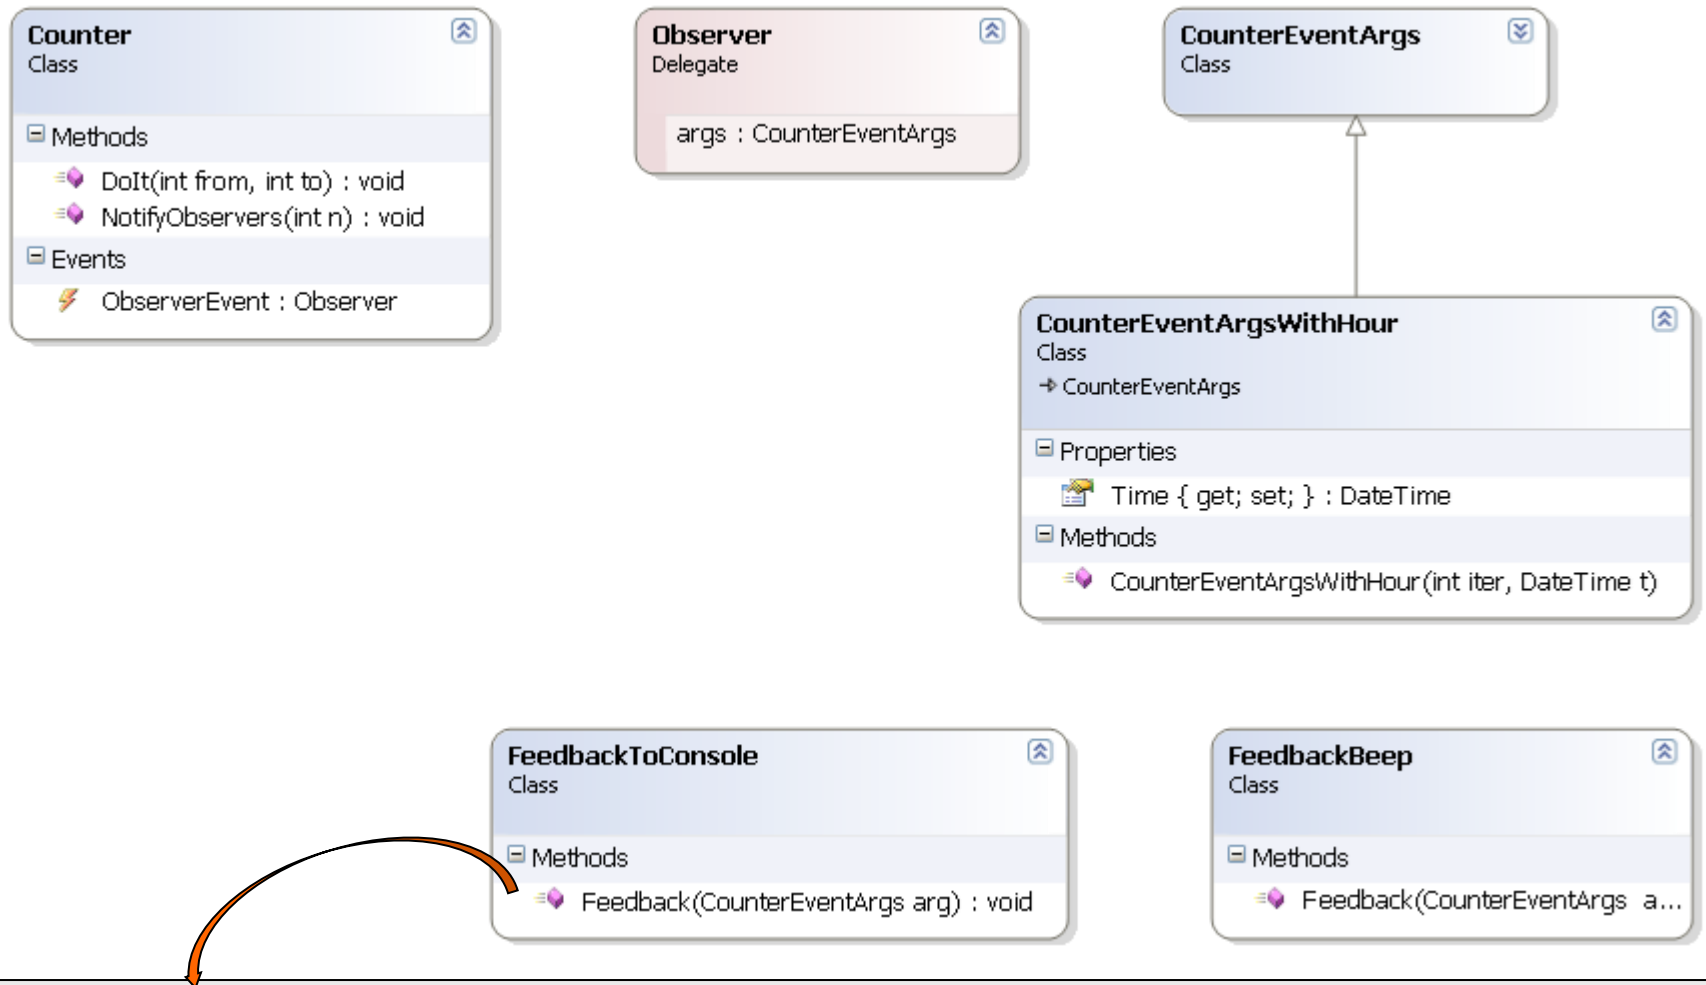 Counter
Class
Methods
DoIt(int from, int to) : void
NotifyObservers(int n) : void
Events
ObserverEvent : Observer
Observer
Delegate
args : CounterEventArgs
CounterEventArgs
Class
CounterEventArgsWithHour
Class
CounterEventArgs
Properties
Time { get; set; } : DateTime
Methods
CounterEventArgsWithHour(int iter, DateTime t)
FeedbackToConsole
Class
Methods
Feedback(CounterEventArgs arg) : void
FeedbackBeep
Class
Methods
Feedback(CounterEventArgs a...